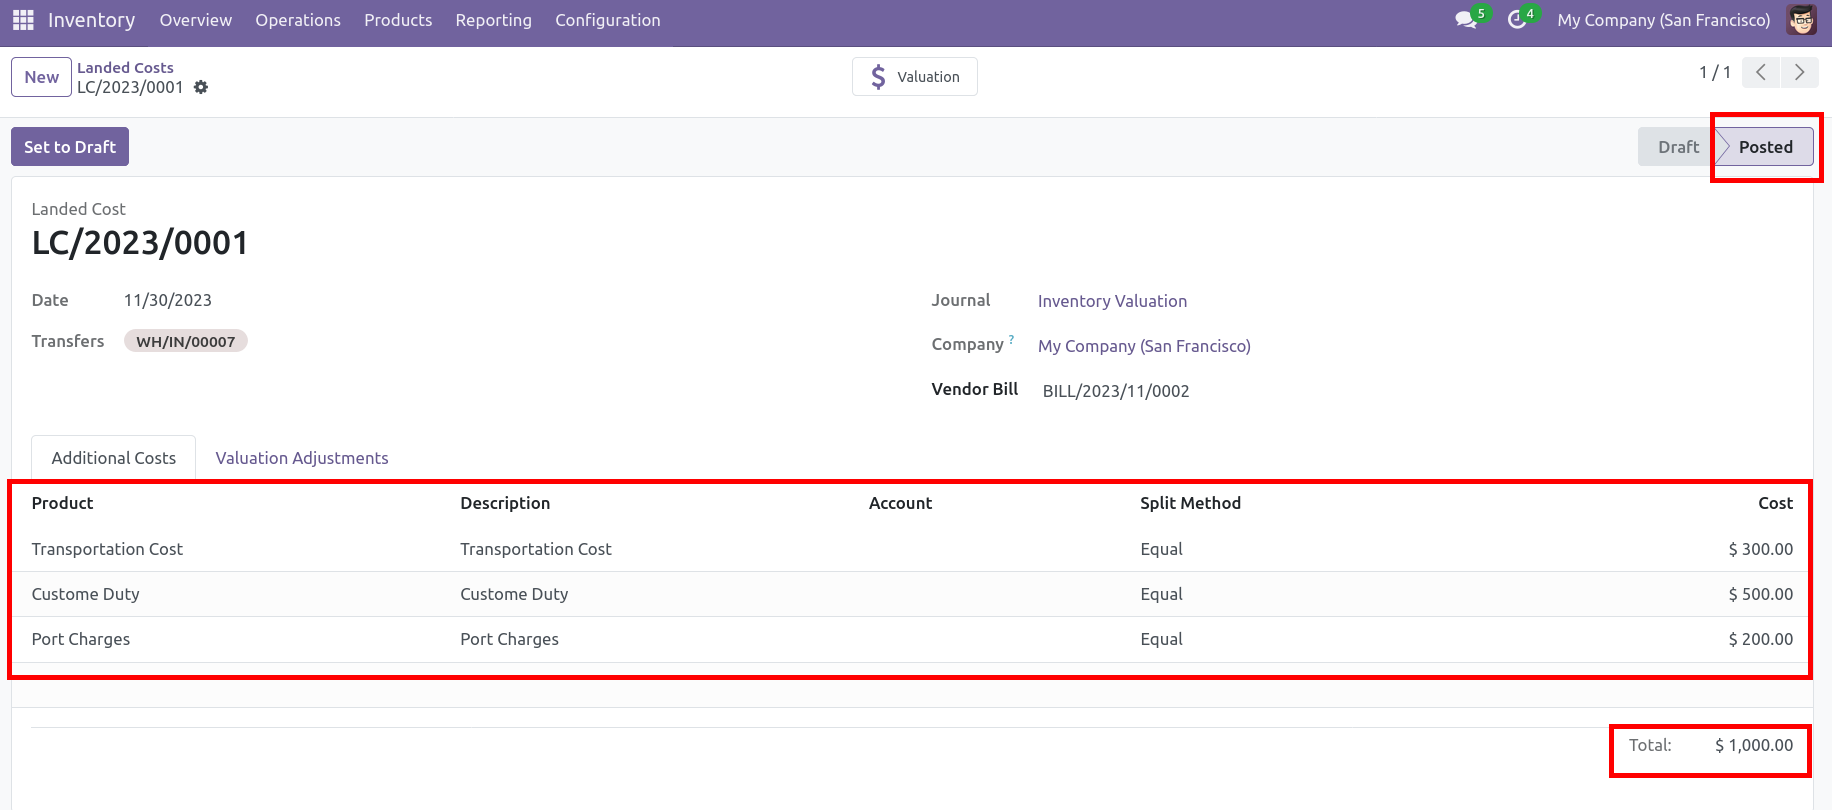 Inventory Overview Operations Products Reporting Configuration 5 4 My Company (San Francisco)
New Landed Costs
LC/2023/0001
$ Valuation
1 / 1
Set to Draft
Draft Posted
Landed Cost
LC/2023/0001
Date 11/30/2023
Transfers WH/IN/00007
Journal Inventory Valuation
Company ? My Company (San Francisco)
Vendor Bill BILL/2023/11/0002
Additional Costs Valuation Adjustments
Product Description Account Split Method Cost
Transportation Cost Transportation Cost Equal $ 300.00
Custome Duty Custome Duty Equal $ 500.00
Port Charges Port Charges Equal $ 200.00
Total: $ 1,000.00